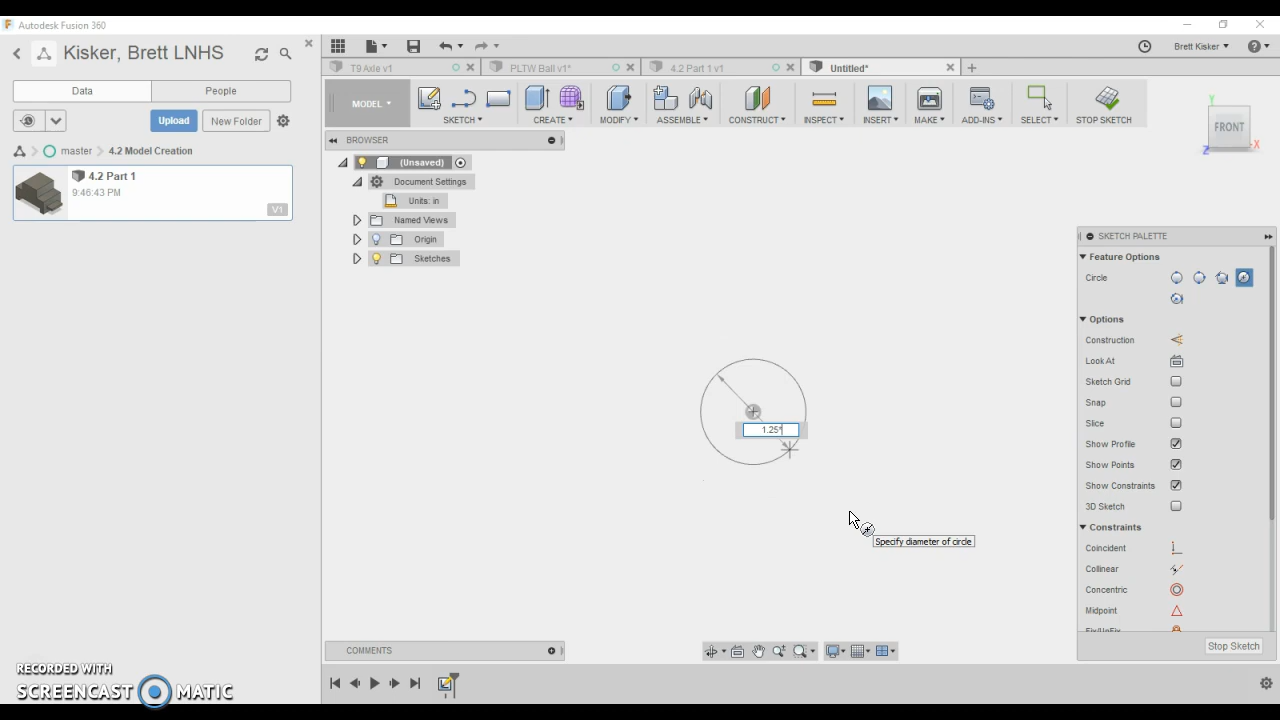 Autodesk Fusion 360
Kisker, Brett LNHS
Data
People
Upload
New Folder
master
4.2 Model Creation
4.2 Part 1
9:46:43 PM
V1
RECORDED WITH
SCREENCAST MATIC
Brett Kisker
T9 Axle v1
PLTW Ball v1*
4.2 Part 1 v1
Untitled*
MODEL
SKETCH
CREATE
MODIFY
ASSEMBLE
CONSTRUCT
INSPECT
INSERT
MAKE
ADD-INS
SELECT
STOP SKETCH
BROWSER
(Unsaved)
Document Settings
Units: in
Named Views
Origin
Sketches
Y
FRONT
Z
X
1.25*
Specify diameter of circle
SKETCH PALETTE
Feature Options
Circle
Options
Construction
Look At
Sketch Grid
Snap
Slice
Show Profile
Show Points
Show Constraints
3D Sketch
Constraints
Coincident
Collinear
Concentric
Midpoint
Fix/UnFix
Stop Sketch
COMMENTS